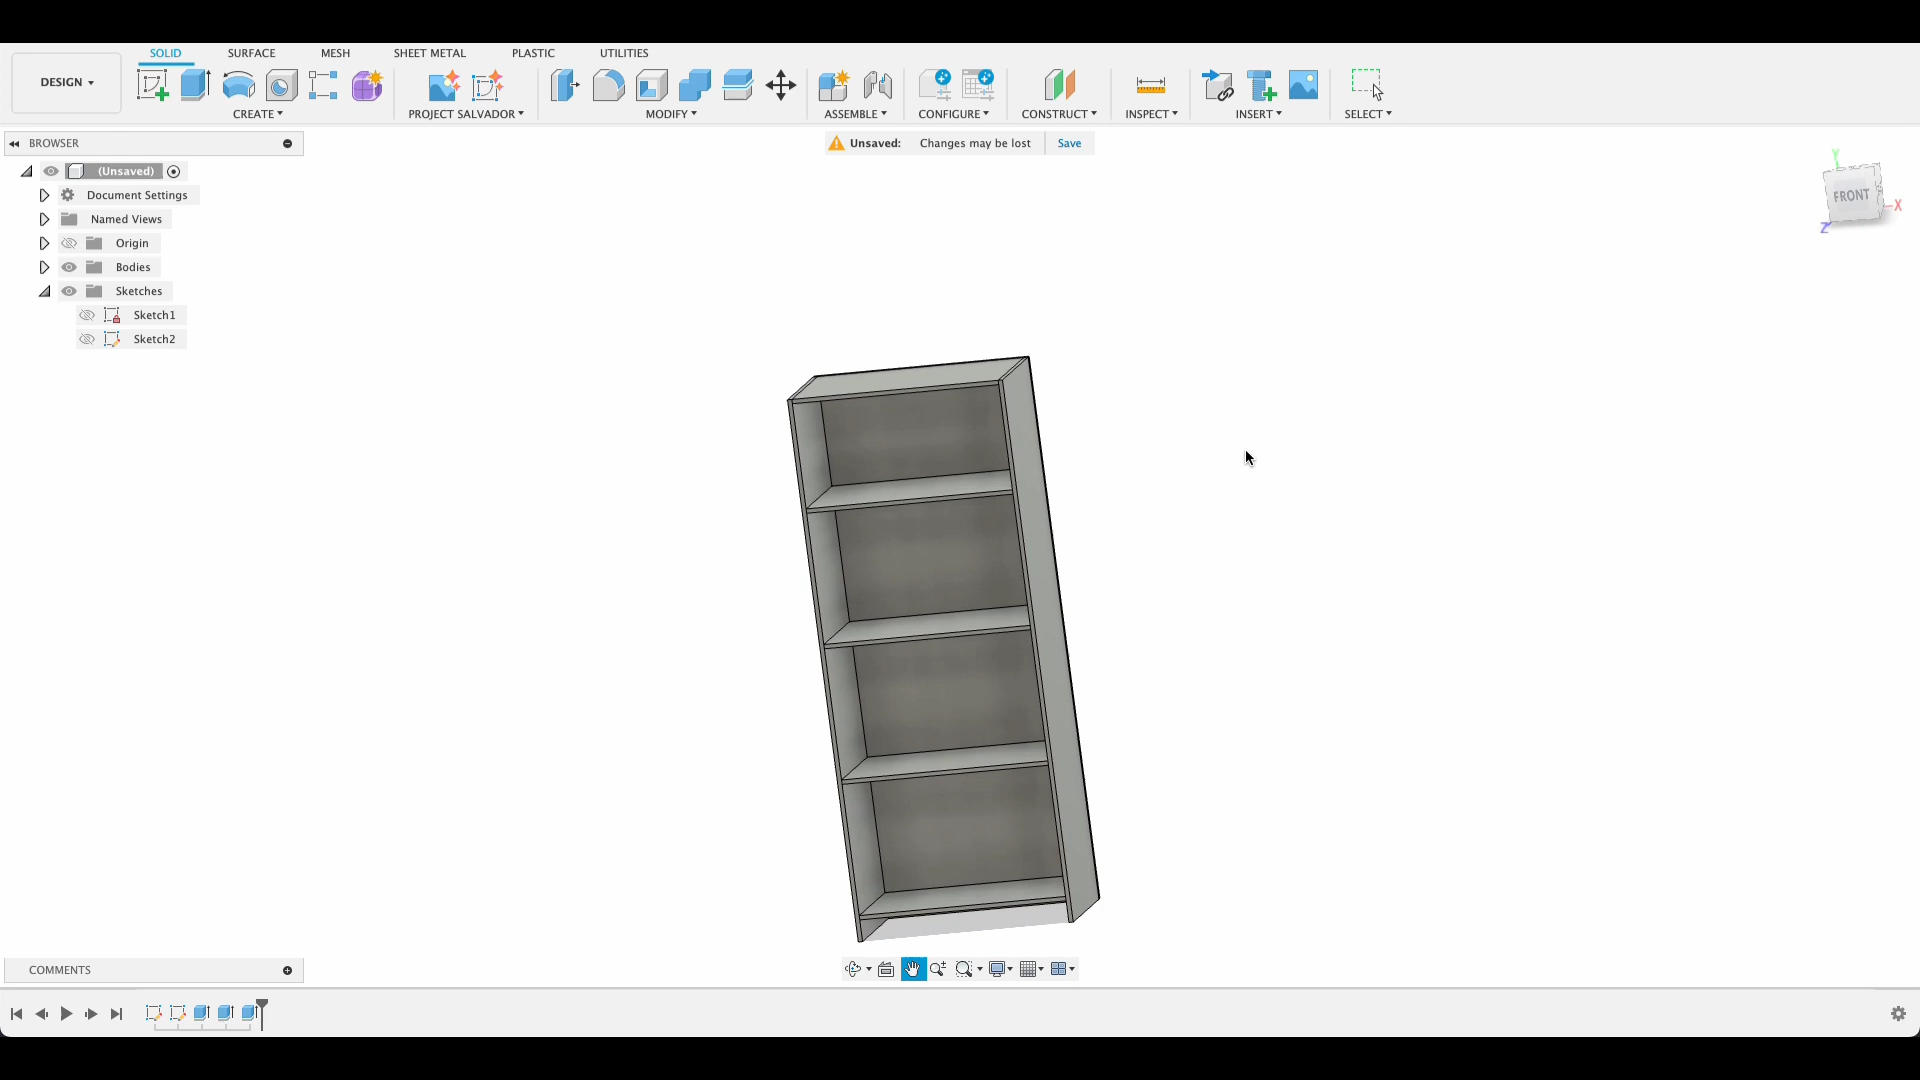 SOLID SURFACE MESH SHEET METAL PLASTIC UTILITIES
DESIGN
CREATE PROJECT SALVADOR MODIFY ASSEMBLE CONFIGURE CONSTRUCT INSPECT INSERT SELECT
BROWSER
Unsaved: Changes may be lost Save
(Unsaved)
Document Settings
Named Views
Origin
Bodies
Sketches
Sketch1
Sketch2
Y
FRONT
X
Z
COMMENTS